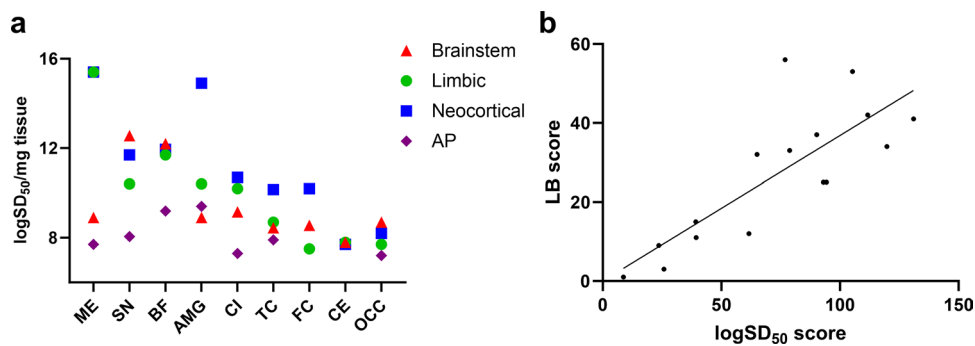 a
logSD50/mg tissue
16
12
8
ME
SN
BF
AMG
CI
TC
FC
CE
OCC
Brainstem
Limbic
Neocortical
AP
b
LB score
60
40
20
0
0
50
100
150
logSD50 score